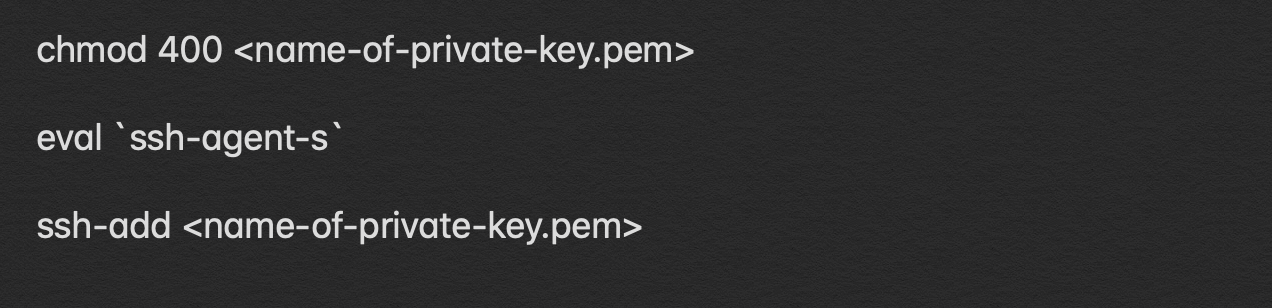 chmod 400 <name-of-private-key.pem>
eval `ssh-agent-s`
ssh-add <name-of-private-key.pem>